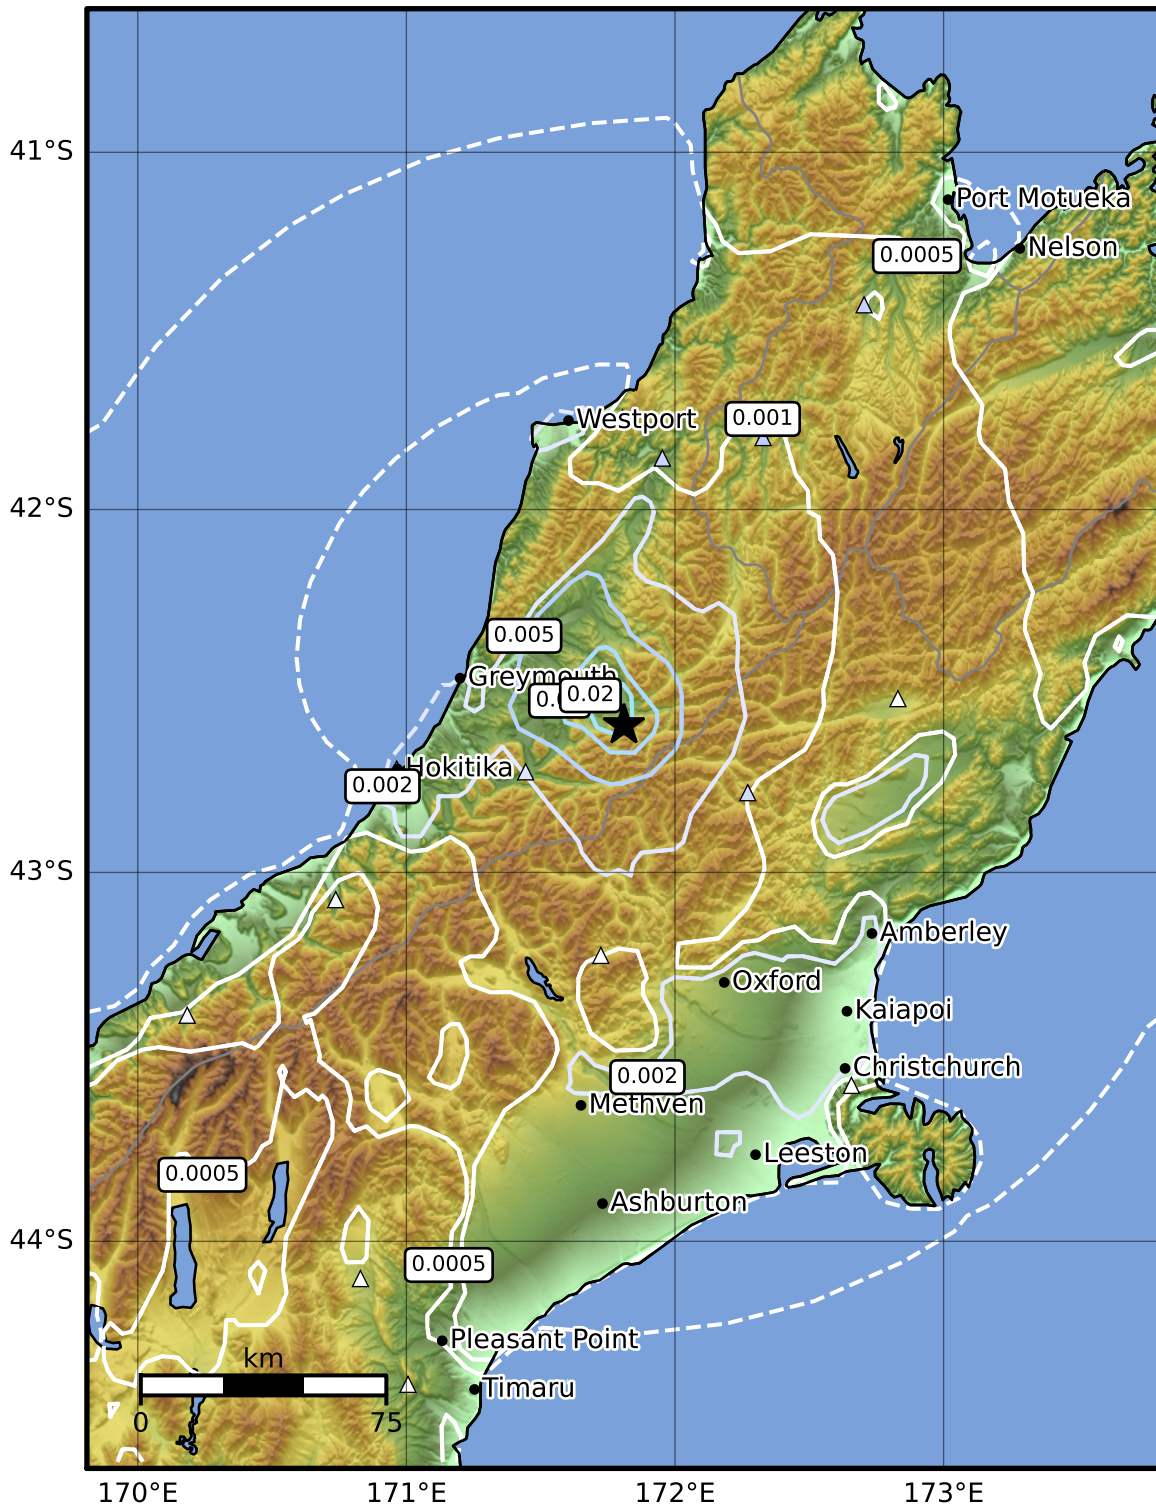 41°S
Port Motueka
Nelson
0.0005
Westport
0.001
42°S
0.005
Greymouth
0.02
Hokitika
0.002
43°S
Amberley
Oxford
Kaiapoi
Christchurch
0.002
Methven
Leeston
0.0005
Ashburton
44°S
0.0005
Pleasant Point
km
Timaru
0 75
170°E 171°E 172°E 173°E